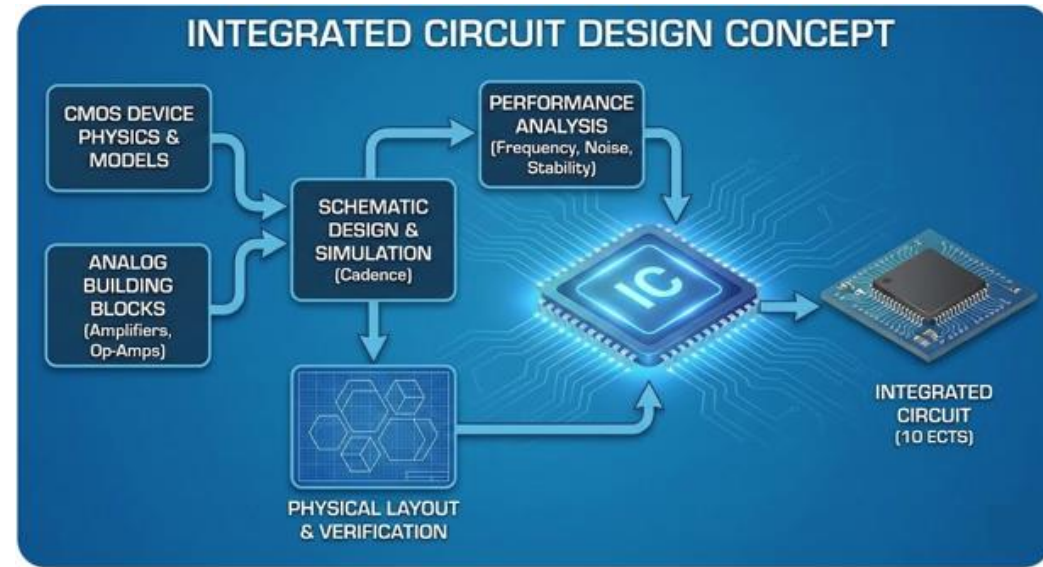 INTEGRATED CIRCUIT DESIGN CONCEPT
CMOS DEVICE
PHYSICS &
MODELS
ANALOG
BUILDING
BLOCKS
(Amplifiers,
Op-Amps)
SCHEMATIC
DESIGN &
SIMULATION
(Cadence)
PERFORMANCE
ANALYSIS
(Frequency, Noise,
Stability)
PHYSICAL LAYOUT
& VERIFICATION
IC
INTEGRATED
CIRCUIT
(10 ECTS)